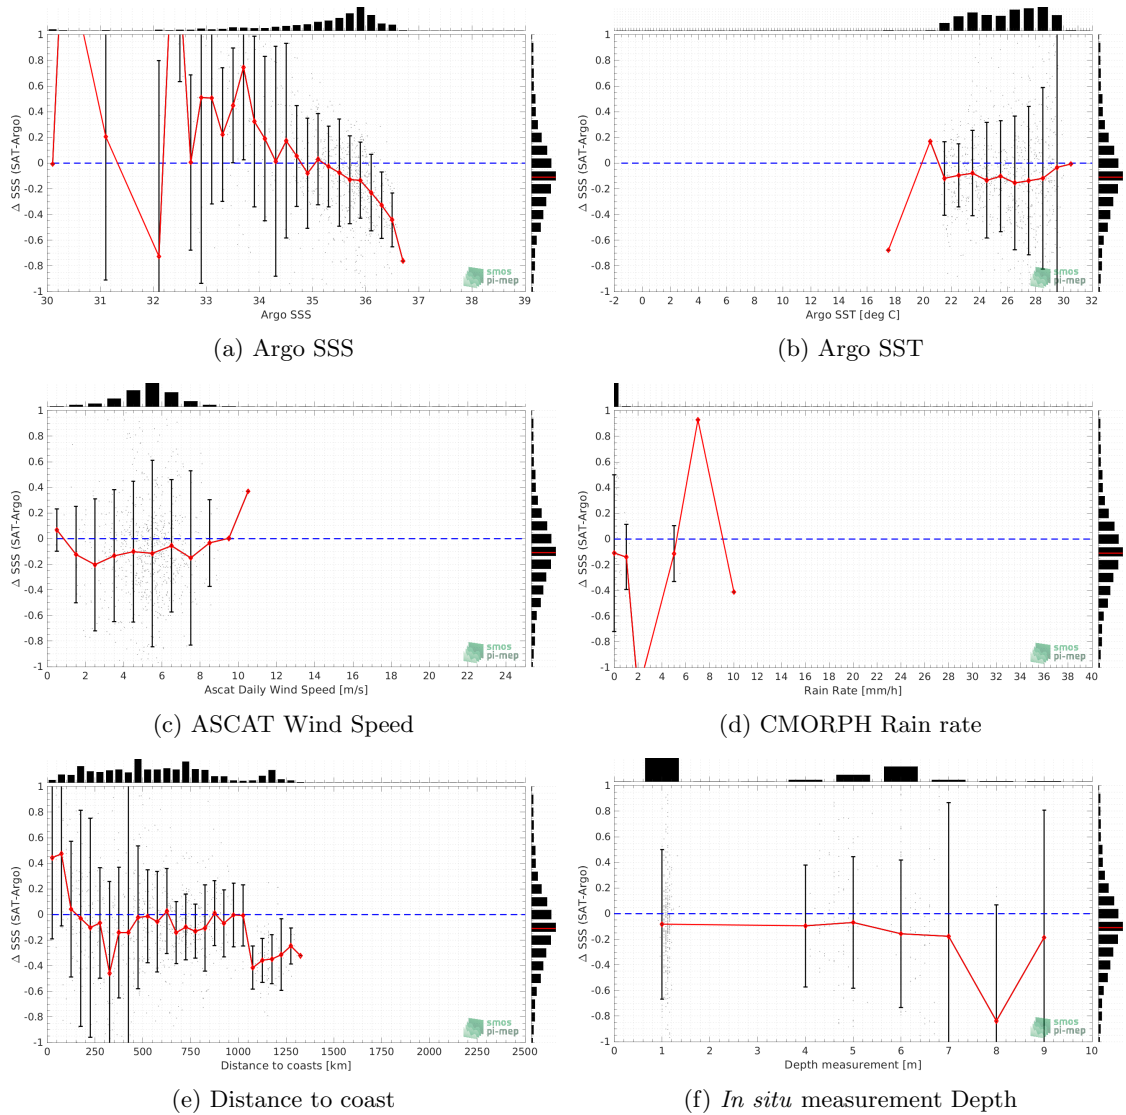 1
0.8
0.6
0.4
0.2
0
-0.2
-0.4
-0.6
-0.8
-1
Δ SSS (SAT-Argo)
30 31 32 33 34 35 36 37 38 39
Argo SSS
smos
pi-mep
(a) Argo SSS
1
0.8
0.6
0.4
0.2
0
-0.2
-0.4
-0.6
-0.8
-1
Δ SSS (SAT-Argo)
-2 0 2 4 6 8 10 12 14 16 18 20 22 24 26 28 30 32
Argo SST [deg C]
smos
pi-mep
(b) Argo SST
1
0.8
0.6
0.4
0.2
0
-0.2
-0.4
-0.6
-0.8
-1
Δ SSS (SAT-Argo)
0 2 4 6 8 10 12 14 16 18 20 22 24
Ascat Daily Wind Speed [m/s]
smos
pi-mep
(c) ASCAT Wind Speed
1
0.8
0.6
0.4
0.2
0
-0.2
-0.4
-0.6
-0.8
-1
Δ SSS (SAT-Argo)
0 2 4 6 8 10 12 14 16 18 20 22 24 26 28 30 32 34 36 38 40
Rain Rate [mm/h]
smos
pi-mep
(d) CMORPH Rain rate
1
0.8
0.6
0.4
0.2
0
-0.2
-0.4
-0.6
-0.8
-1
Δ SSS (SAT-Argo)
0 250 500 750 1000 1250 1500 1750 2000 2250 2500
Distance to coasts [km]
smos
pi-mep
(e) Distance to coast
1
0.8
0.6
0.4
0.2
0
-0.2
-0.4
-0.6
-0.8
-1
Δ SSS (SAT-Argo)
0 1 2 3 4 5 6 7 8 9 10
Depth measurement [m]
smos
pi-mep
(f) In situ measurement Depth